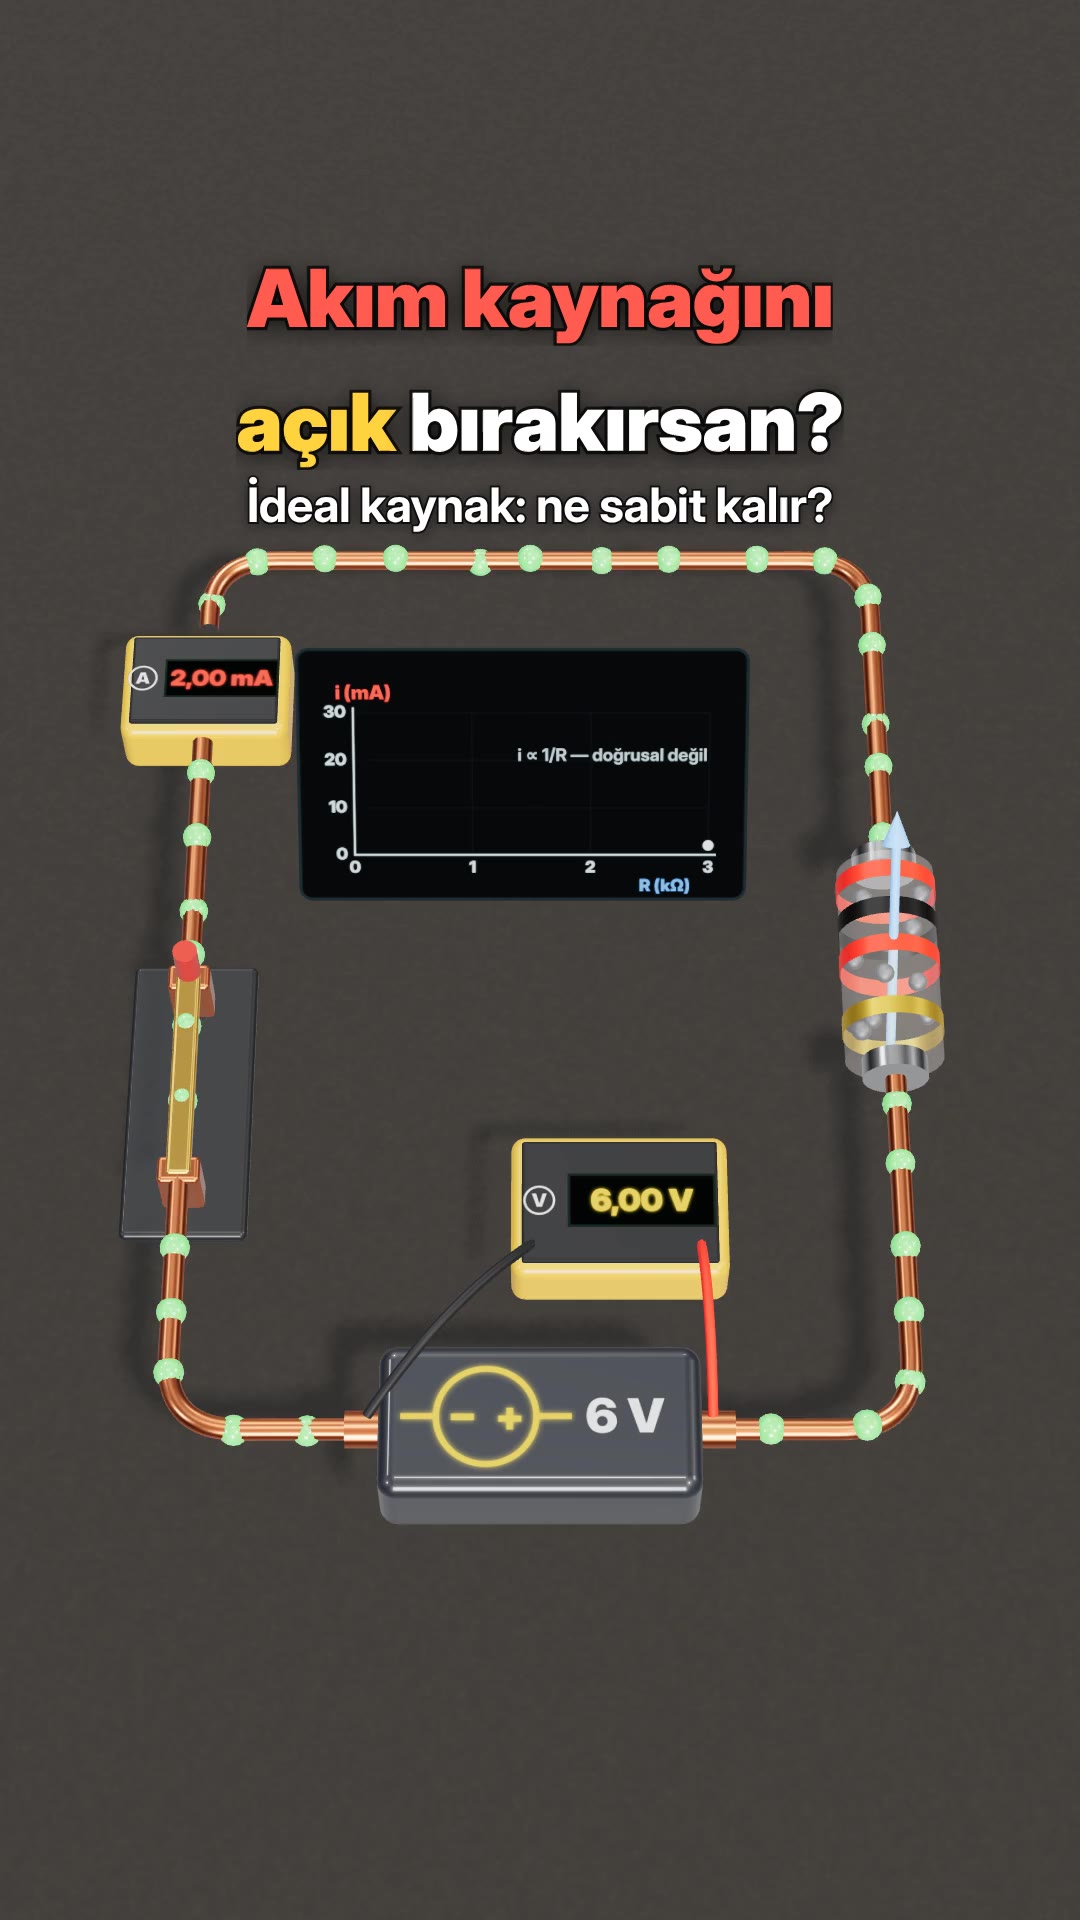 Akım kaynağını
açık bırakırsan?
İdeal kaynak: ne sabit kalır?
A 2,00 mA
i (mA)
30
20
10
0
i ∝ 1/R — doğrusal değil
0 1 2 3
R (kΩ)
V 6,00 V
- + 6 V